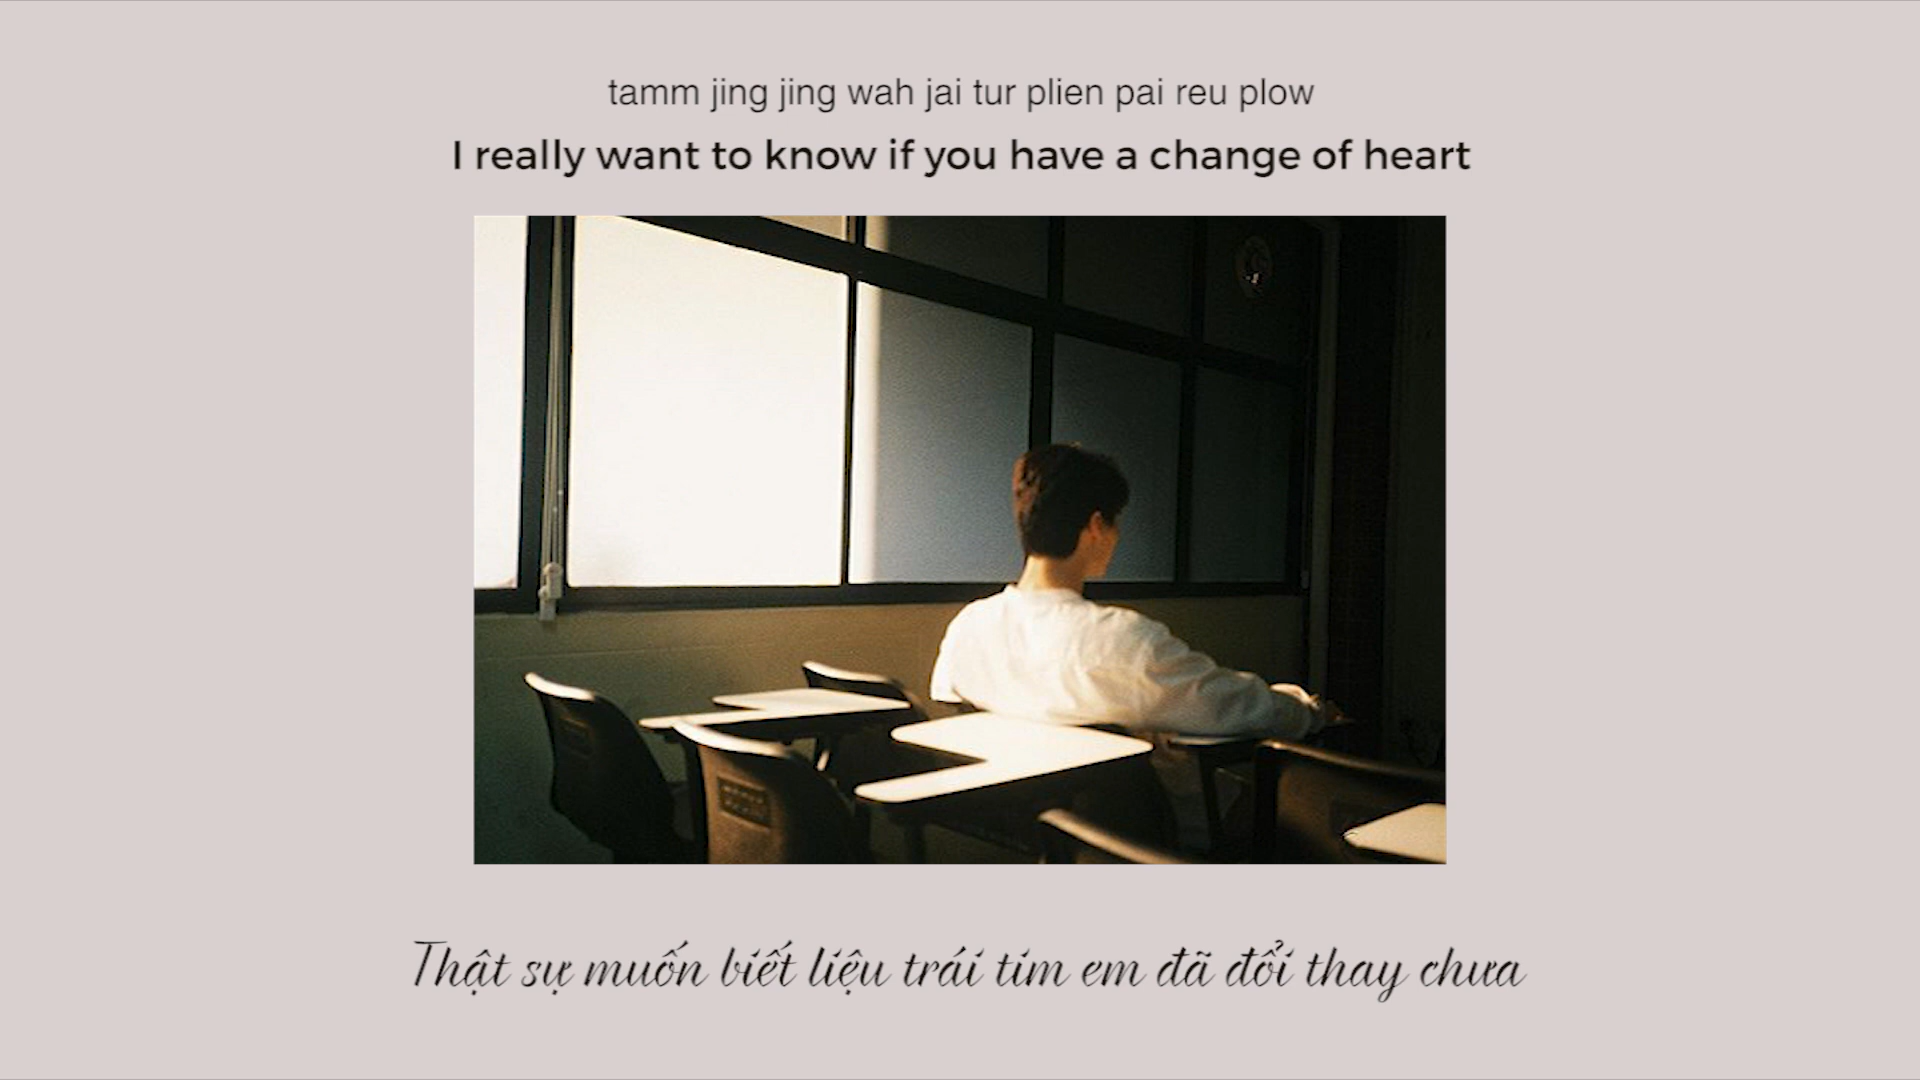 tamm jing jing wah jai tur plien pai reu plow
I really want to know if you have a change of heart
Thật sự muốn biết liệu trái tim em đã đổi thay chưa